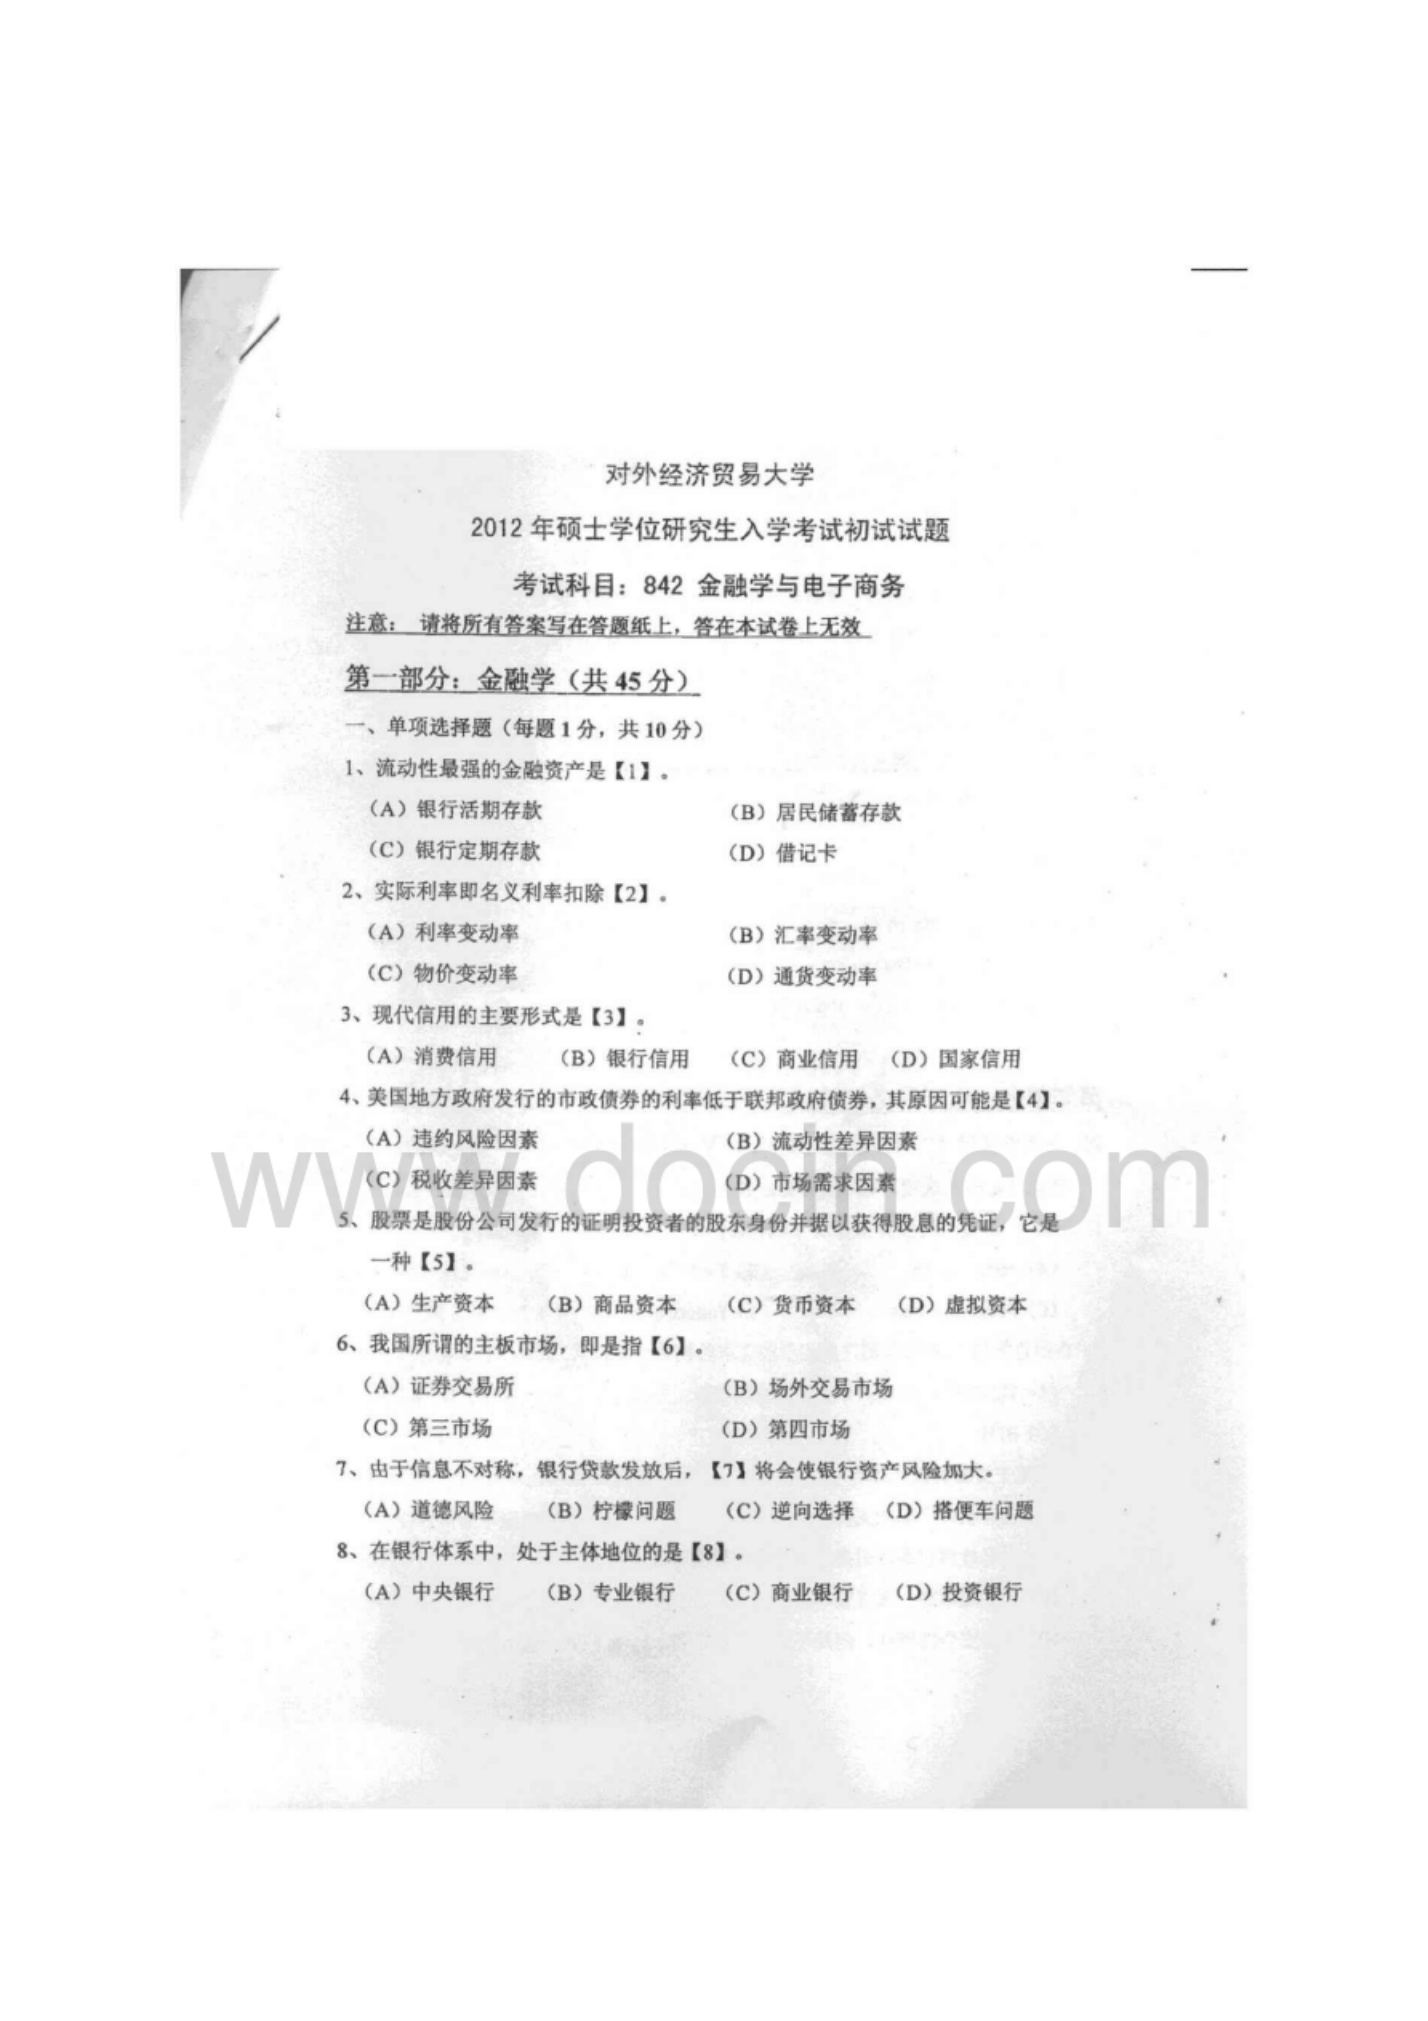 对外经济贸易大学
2012 年硕士学位研究生入学考试初试试题
考试科目：842 金融学与电子商务
注意： 请将所有答案写在答题纸上，答在本试卷上无效
第一部分：金融学（共 45 分）
一、单项选择题（每题 1 分，共 10 分）
1、流动性最强的金融资产是【1】。
（A）银行活期存款 （B）居民储蓄存款
（C）银行定期存款 （D）借记卡
2、实际利率即名义利率扣除【2】。
（A）利率变动率 （B）汇率变动率
（C）物价变动率 （D）通货变动率
3、现代信用的主要形式是【3】。
（A）消费信用 （B）银行信用 （C）商业信用 （D）国家信用
4、美国地方政府发行的市政债券的利率低于联邦政府债券，其原因可能是【4】。
（A）违约风险因素 （B）流动性差异因素
（C）税收差异因素 （D）市场需求因素
www.docin.com
5、股票是股份公司发行的证明投资者的股东身份并据以获得股息的凭证，它是
一种【5】。
（A）生产资本 （B）商品资本 （C）货币资本 （D）虚拟资本
6、我国所谓的主板市场，即是指【6】。
（A）证券交易所 （B）场外交易市场
（C）第三市场 （D）第四市场
7、由于信息不对称，银行贷款发放后，【7】将会使银行资产风险加大。
（A）道德风险 （B）柠檬问题 （C）逆向选择 （D）搭便车问题
8、在银行体系中，处于主体地位的是【8】。
（A）中央银行 （B）专业银行 （C）商业银行 （D）投资银行